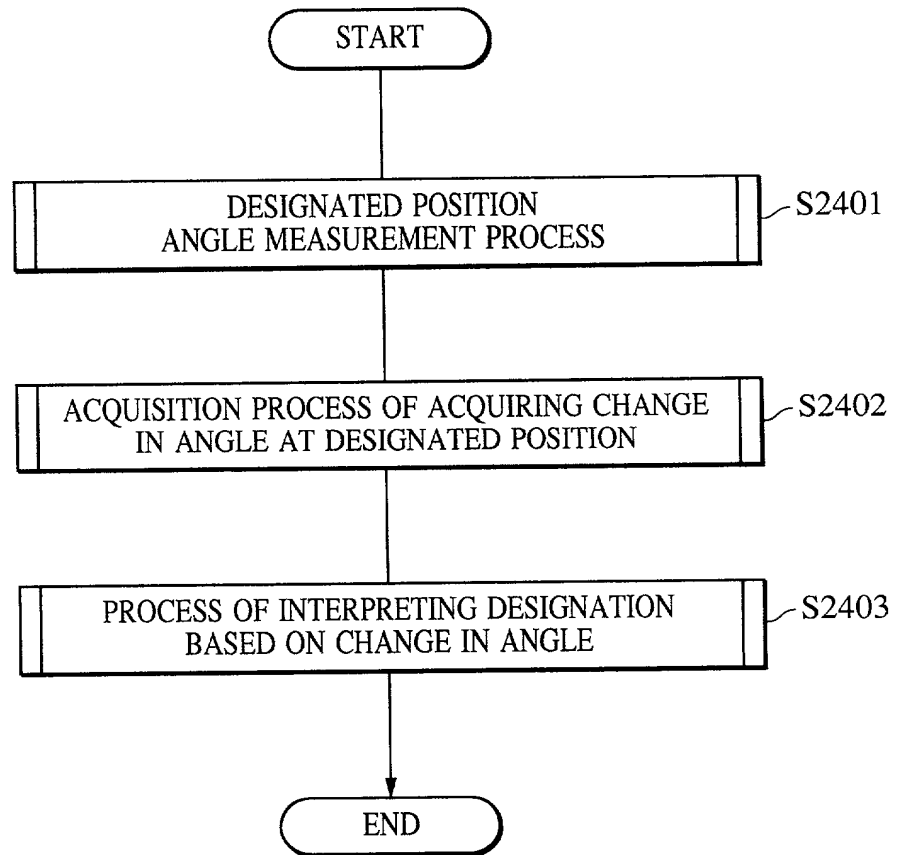 START
DESIGNATED POSITION
ANGLE MEASUREMENT PROCESS
S2401
ACQUISITION PROCESS OF ACQUIRING CHANGE
IN ANGLE AT DESIGNATED POSITION
S2402
PROCESS OF INTERPRETING DESIGNATION
BASED ON CHANGE IN ANGLE
S2403
END